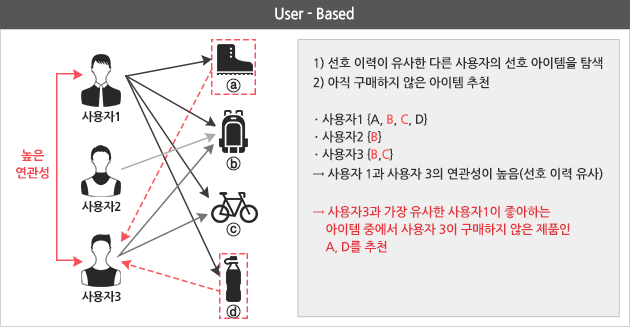 User - Based
사용자1
사용자2
사용자3
높은
연관성
ⓐ
ⓑ
ⓒ
ⓓ
1) 선호 이력이 유사한 다른 사용자의 선호 아이템을 탐색
2) 아직 구매하지 않은 아이템 추천
· 사용자1 {A, B, C, D}
· 사용자2 {B}
· 사용자3 {B,C}
→ 사용자 1과 사용자 3의 연관성이 높음(선호 이력 유사)
→ 사용자3과 가장 유사한 사용자1이 좋아하는
아이템 중에서 사용자 3이 구매하지 않은 제품인
A, D를 추천